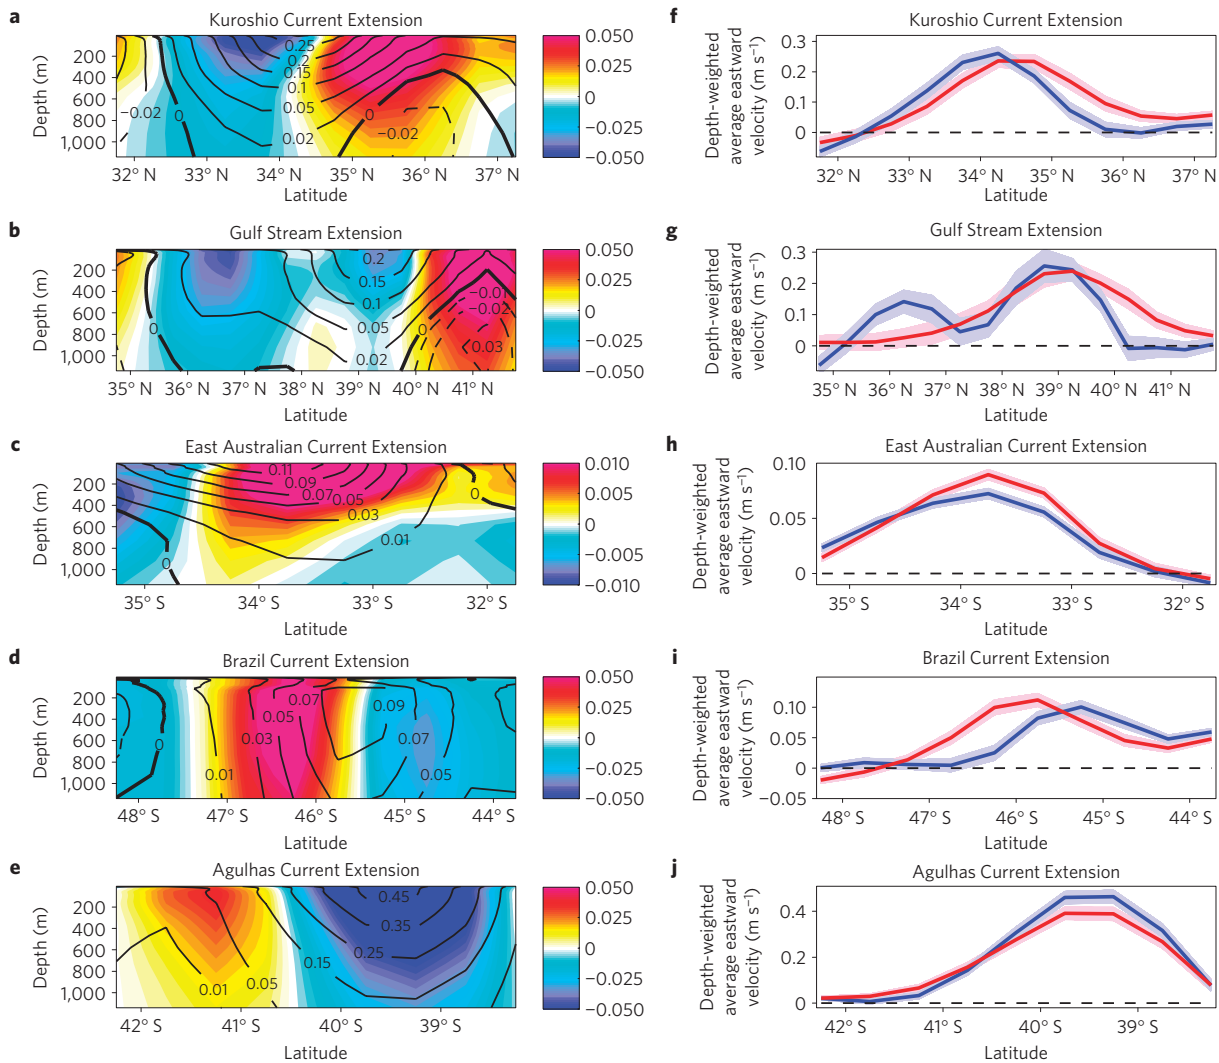 a
Kuroshio Current Extension
Depth (m)
200
400
600
800
1,000
0.25
0.2
0.15
0.1
0.05
0.02
0
0
−0.02
−0.02
0.050
0.025
0
−0.025
−0.050
32° N 33° N 34° N 35° N 36° N 37° N
Latitude
f
Kuroshio Current Extension
Depth-weighted
average eastward
velocity (m s−1)
0.3
0.2
0.1
0
32° N 33° N 34° N 35° N 36° N 37° N
Latitude
b
Gulf Stream Extension
Depth (m)
200
400
600
800
1,000
0.2
0.15
0.1
0.05
0.02
0
0
−0.01
−0.02
0.03
0.050
0.025
0
−0.025
−0.050
35° N 36° N 37° N 38° N 39° N 40° N 41° N
Latitude
g
Gulf Stream Extension
Depth-weighted
average eastward
velocity (m s−1)
0.3
0.2
0.1
0
35° N 36° N 37° N 38° N 39° N 40° N 41° N
Latitude
c
East Australian Current Extension
Depth (m)
200
400
600
800
1,000
0.11
0.09
0.07
0.05
0.03
0.01
0
0
0.010
0.005
0
−0.005
−0.010
35° S 34° S 33° S 32° S
Latitude
h
East Australian Current Extension
Depth-weighted
average eastward
velocity (m s−1)
0.10
0.05
0
35° S 34° S 33° S 32° S
Latitude
d
Brazil Current Extension
Depth (m)
200
400
600
800
1,000
0
0.01
0.03
0.05
0.07
0.09
0.07
0.05
0.050
0.025
0
−0.025
−0.050
48° S 47° S 46° S 45° S 44° S
Latitude
i
Brazil Current Extension
Depth-weighted
average eastward
velocity (m s−1)
0.10
0.05
0
−0.05
48° S 47° S 46° S 45° S 44° S
Latitude
e
Agulhas Current Extension
Depth (m)
200
400
600
800
1,000
0.01
0.05
0.15
0.25
0.35
0.45
0.050
0.025
0
−0.025
−0.050
42° S 41° S 40° S 39° S
Latitude
j
Agulhas Current Extension
Depth-weighted
average eastward
velocity (m s−1)
0.4
0.2
0
42° S 41° S 40° S 39° S
Latitude